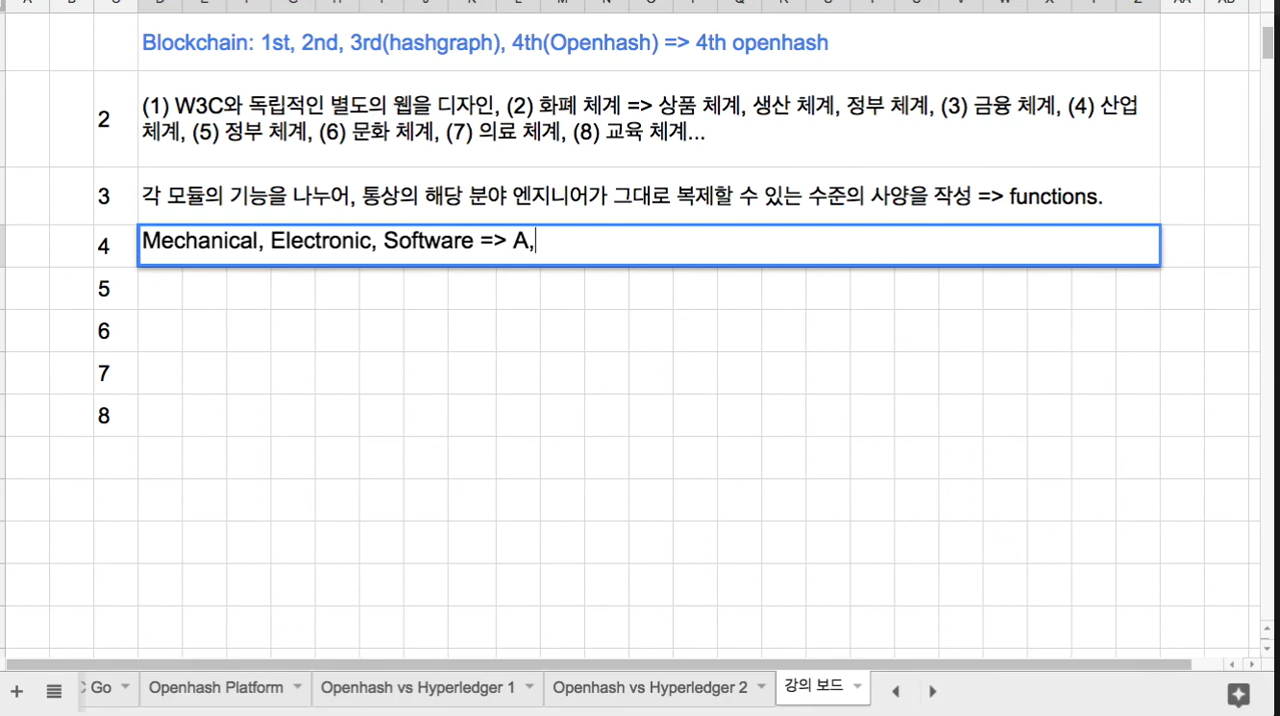 Blockchain: 1st, 2nd, 3rd(hashgraph), 4th(Openhash) => 4th openhash
2 (1) W3C와 독립적인 별도의 웹을 디자인, (2) 화폐 체계 => 상품 체계, 생산 체계, 정부 체계, (3) 금융 체계, (4) 산업
체계, (5) 정부 체계, (6) 문화 체계, (7) 의료 체계, (8) 교육 체계...
3 각 모듈의 기능을 나누어, 통상의 해당 분야 엔지니어가 그대로 복제할 수 있는 수준의 사양을 작성 => functions.
4 Mechanical, Electronic, Software => A,
5
6
7
8
Go Openhash Platform Openhash vs Hyperledger 1 Openhash vs Hyperledger 2 강의 보드